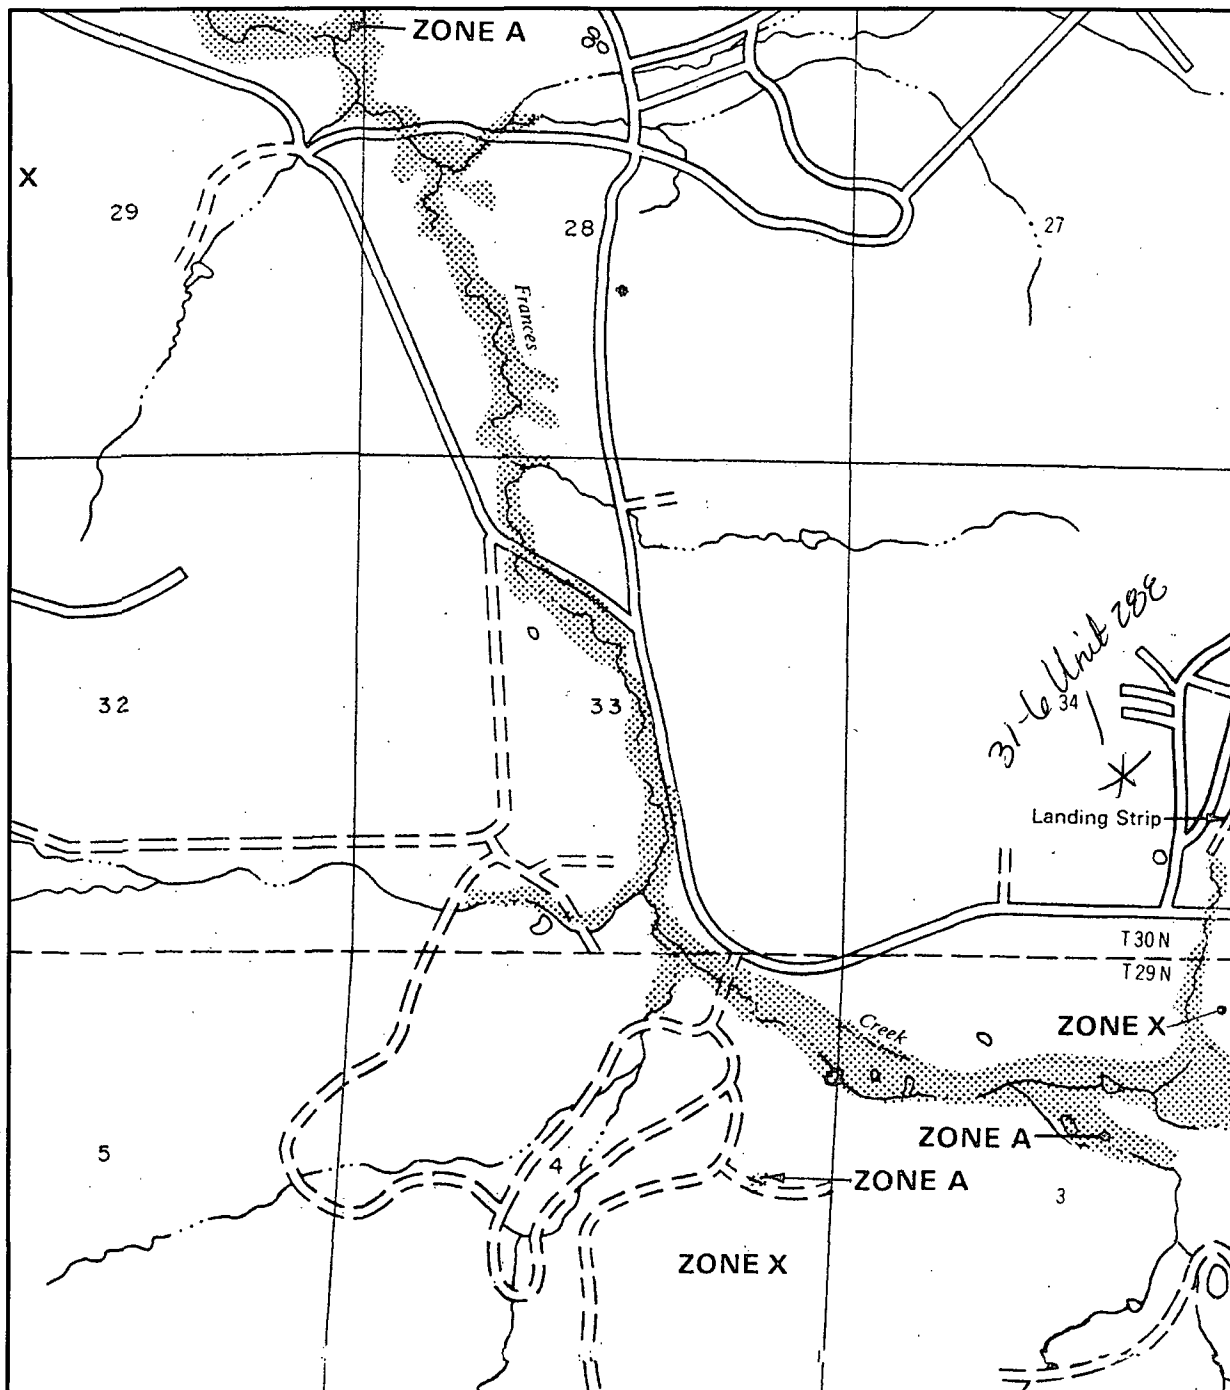 ZONE A
X
29
28
27
Frances
31-6 Unit 28E
34
32
33
Landing Strip
T30N
T29N
ZONE X
Creek
ZONE A
5
4
ZONE A
3
ZONE X